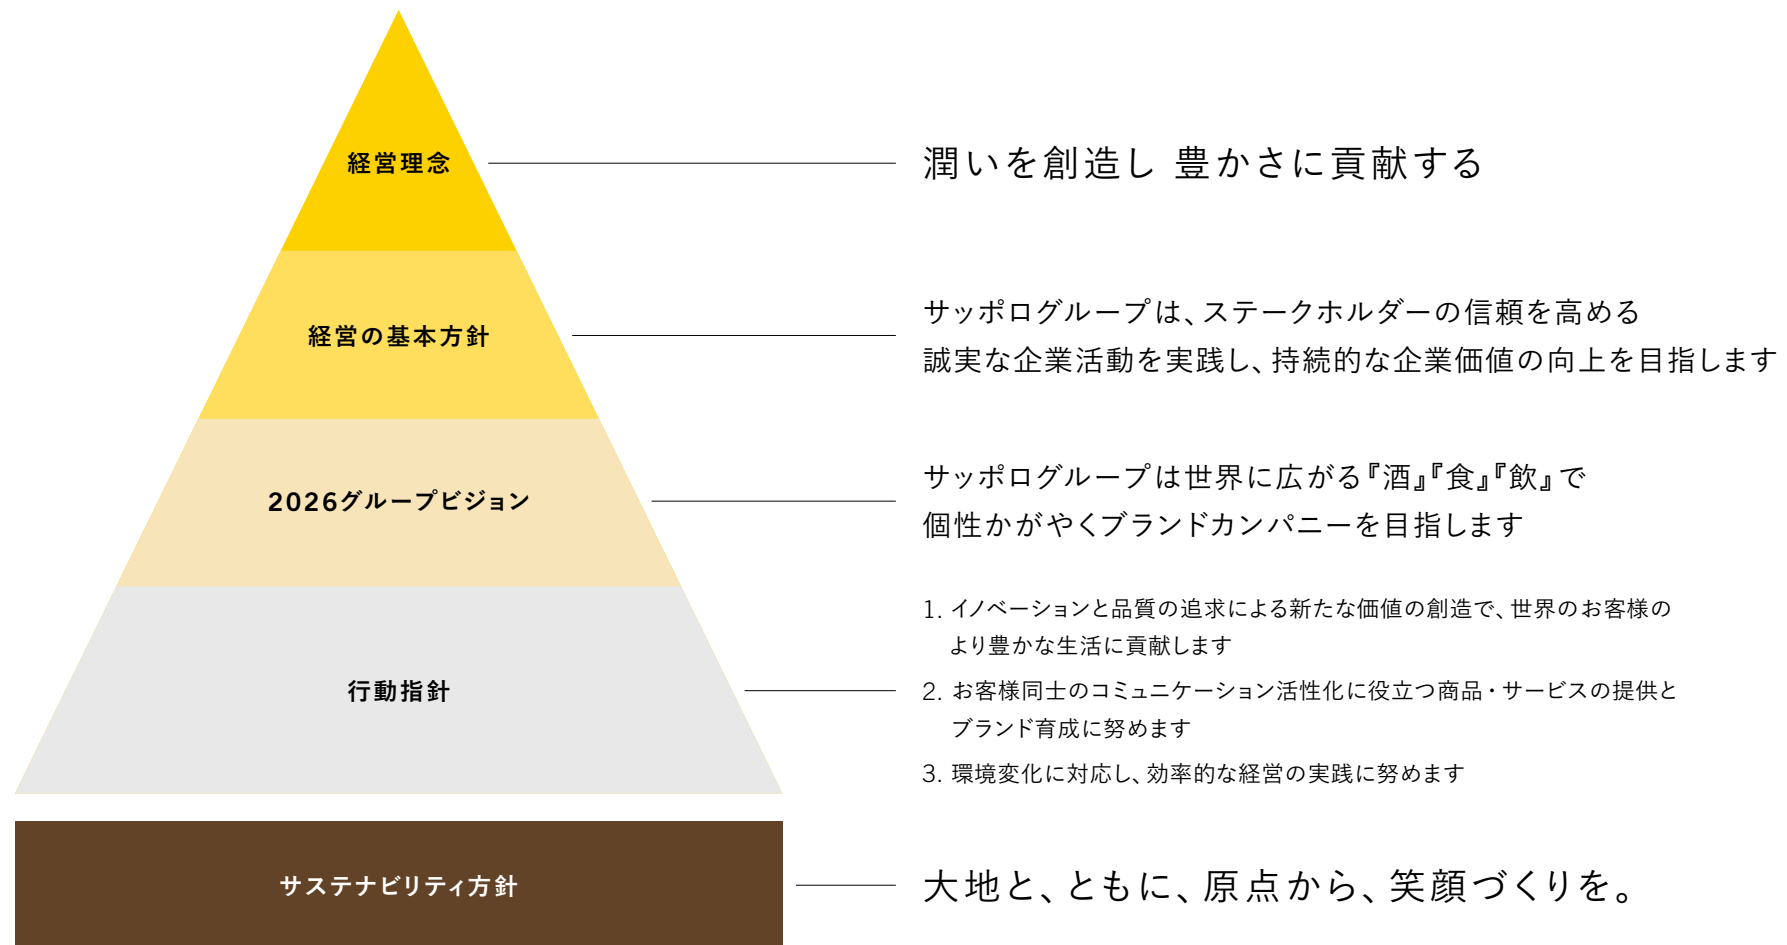 経営理念
潤いを創造し 豊かさに貢献する
経営の基本方針
サッポログループは、ステークホルダーの信頼を高める
誠実な企業活動を実践し、持続的な企業価値の向上を目指します
2026グループビジョン
サッポログループは世界に広がる『酒』『食』『飲』で
個性かがやくブランドカンパニーを目指します
行動指針
1. イノベーションと品質の追求による新たな価値の創造で、世界のお客様の
より豊かな生活に貢献します
2. お客様同士のコミュニケーション活性化に役立つ商品・サービスの提供と
ブランド育成に努めます
3. 環境変化に対応し、効率的な経営の実践に努めます
サステナビリティ方針
大地と、ともに、原点から、笑顔づくりを。